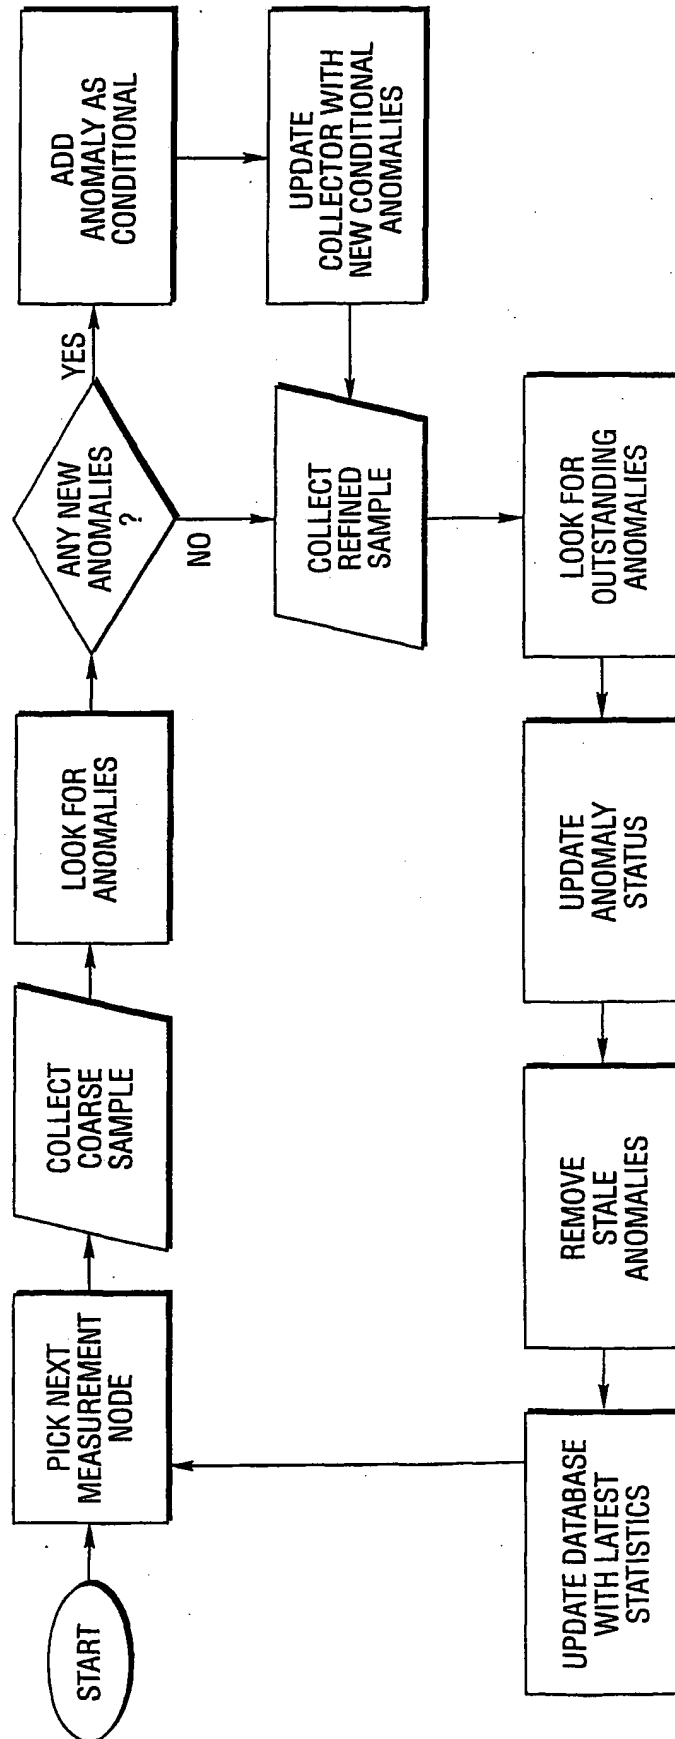 START
PICK NEXT
MEASUREMENT
NODE
COLLECT
COARSE
SAMPLE
LOOK FOR
ANOMALIES
ANY NEW
ANOMALIES
?
YES
NO
ADD
ANOMALY AS
CONDITIONAL
UPDATE
COLLECTOR WITH
NEW CONDITIONAL
ANOMALIES
COLLECT
REFINED
SAMPLE
LOOK FOR
OUTSTANDING
ANOMALIES
UPDATE
ANOMALY
STATUS
REMOVE
STALE
ANOMALIES
UPDATE DATABASE
WITH LATEST
STATISTICS